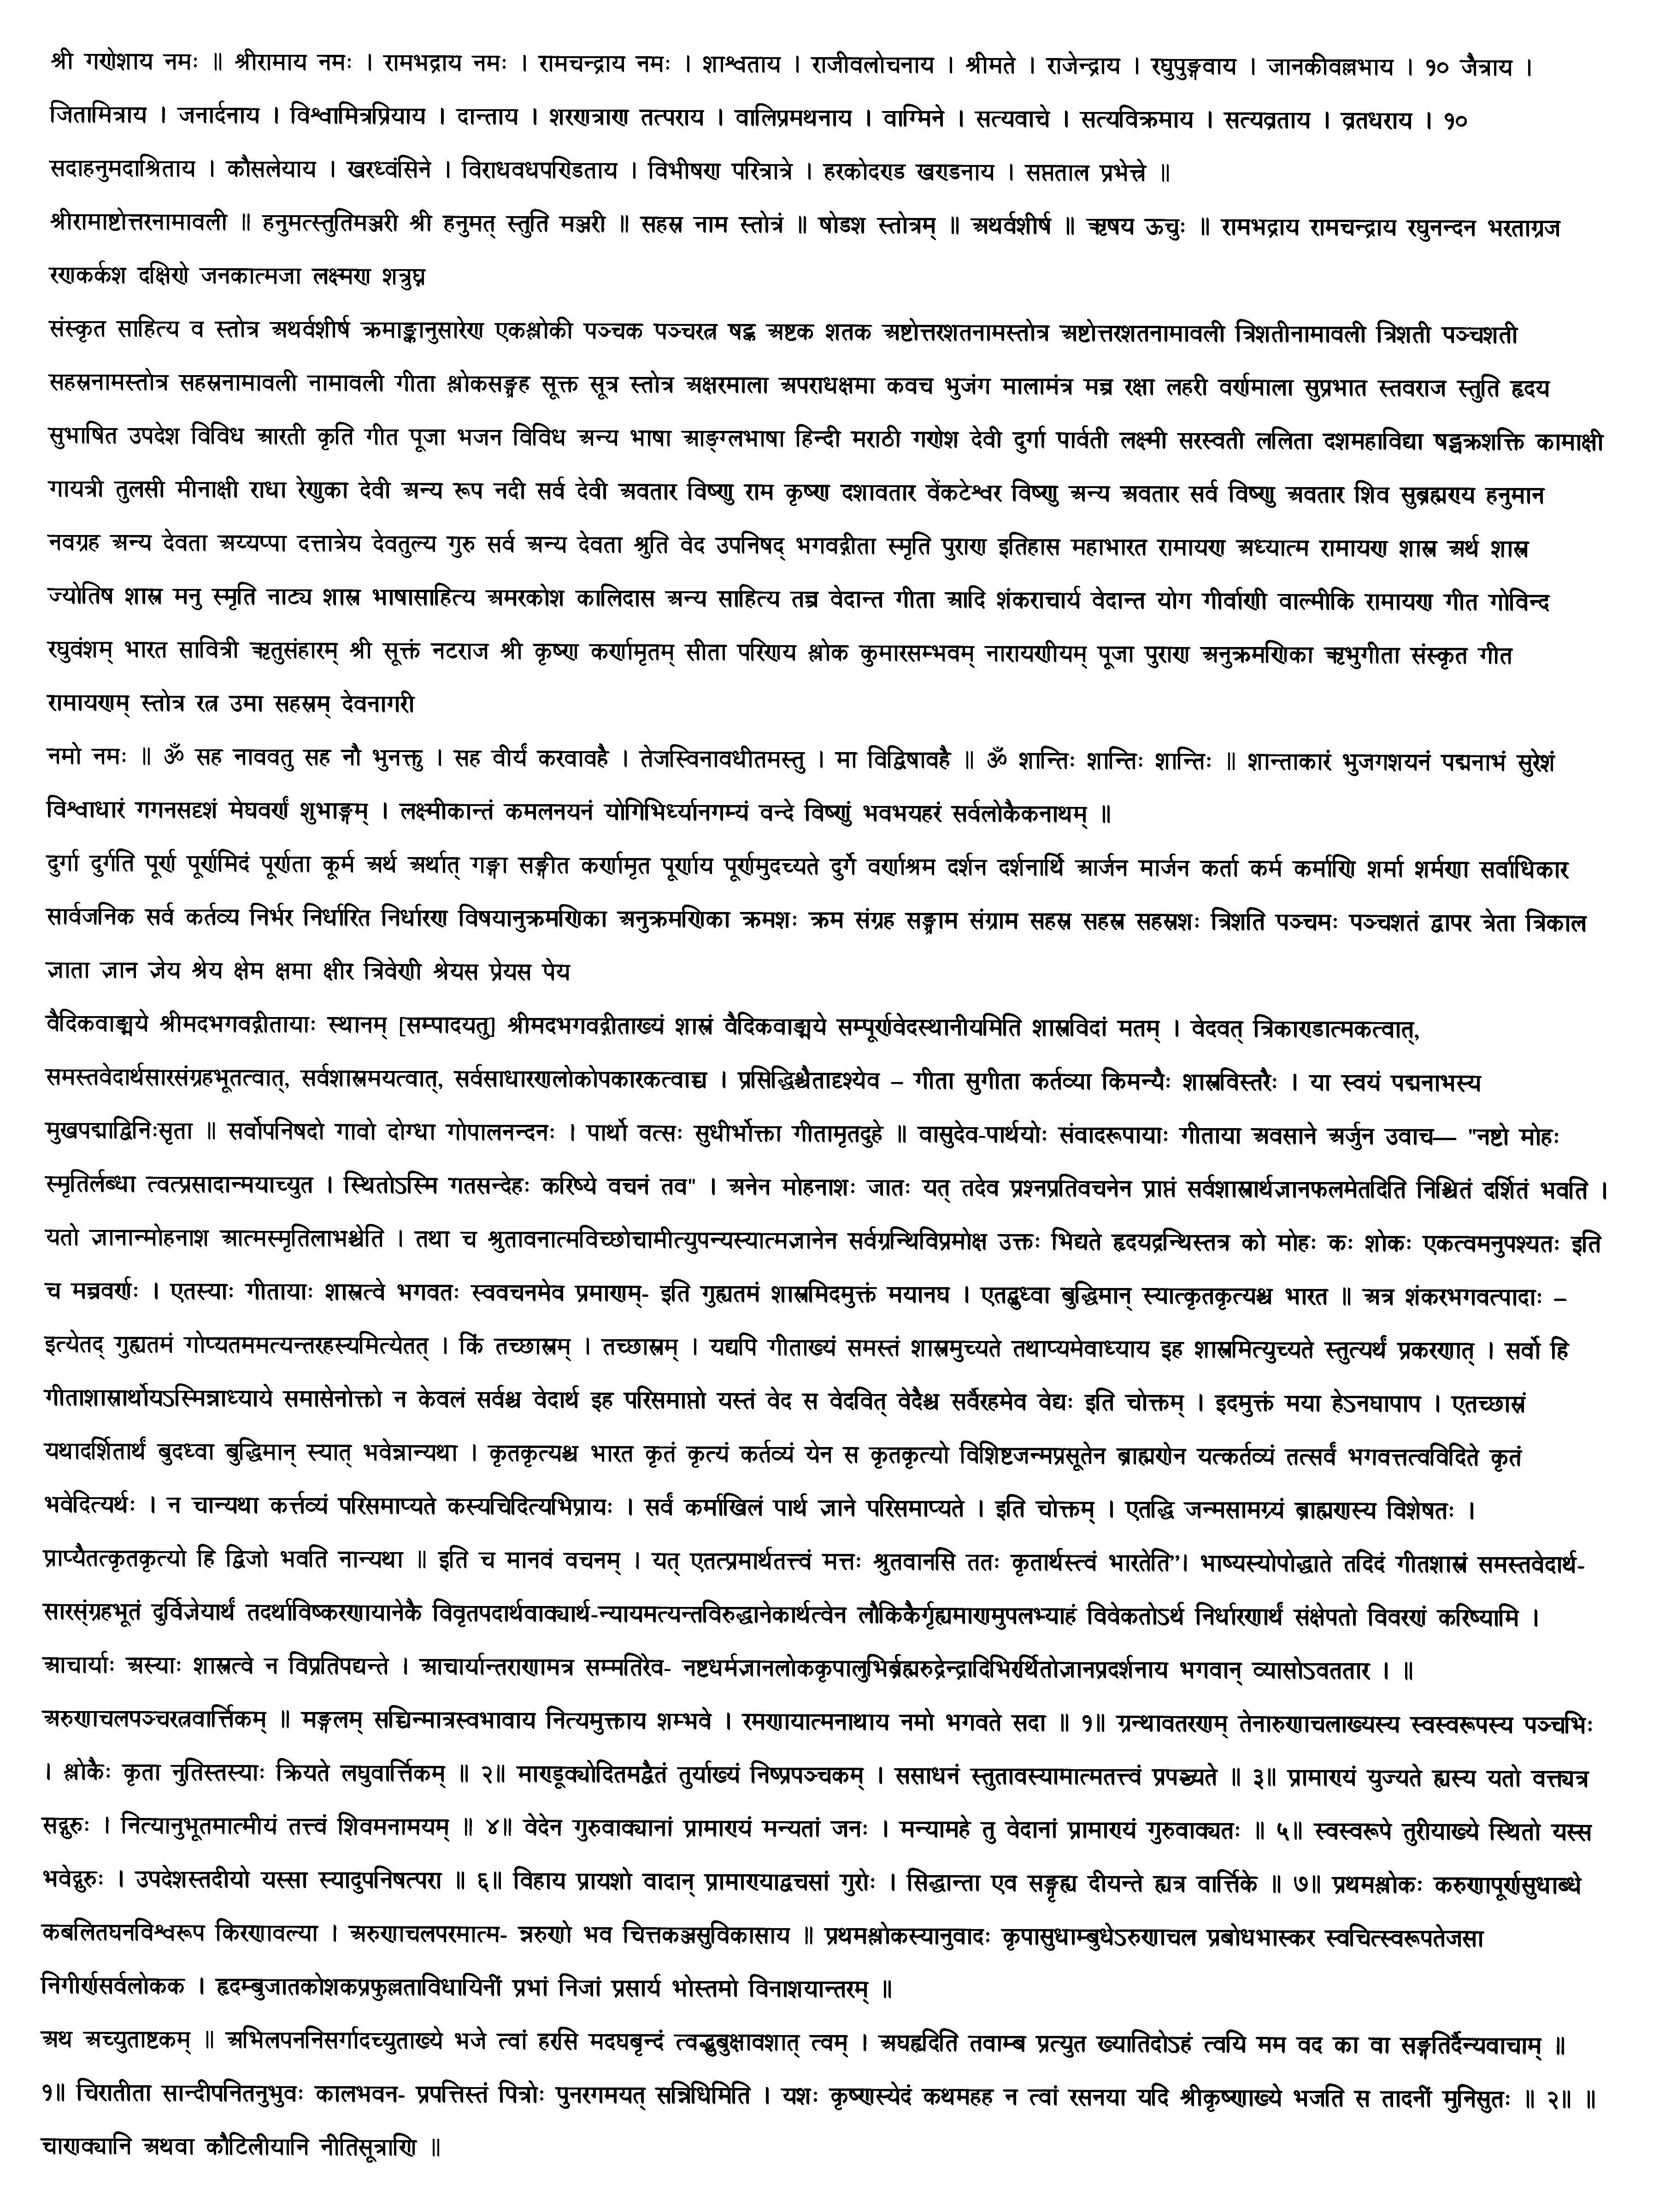 श्री गणेशाय नमः ॥ श्रीरामाय नमः । रामभद्राय नमः । रामचन्द्राय नमः । शाश्वताय । राजीवलोचनाय । श्रीमते । राजेन्द्राय । रघुपुङ्गवाय । जानकीवल्लभाय । १० जैत्राय ।
जितामित्राय । जनार्दनाय । विश्वामित्रप्रियाय । दान्ताय । शरणत्राण तत्पराय । वालिप्रमथनाय । वाग्मिने । सत्यवाचे । सत्यविक्रमाय । सत्यव्रताय । व्रतधराय । १०
सदाहनुमदाश्रिताय । कौसलेयाय । खरध्वंसिने । विराधवधपण्डिताय । विभीषण परित्रात्रे । हरकोदण्ड खण्डनाय । सप्तताल प्रभेत्त्रे ॥
श्रीरामाष्टोत्तरनामावली ॥ हनुमत्स्तुतिमञ्जरी श्री हनुमत् स्तुति मञ्जरी ॥ सहस्र नाम स्तोत्रं ॥ षोडश स्तोत्रम् ॥ अथर्वशीर्ष ॥ ऋषय ऊचुः ॥ रामभद्राय रामचन्द्राय रघुनन्दन भरताग्रज
रणकर्कश दक्षिणे जनकात्मजा लक्ष्मण शत्रुघ्न
संस्कृत साहित्य व स्तोत्र अथर्वशीर्ष क्रमाङ्कानुसारेण एकश्लोकी पञ्चक पञ्चरत्न षट्क अष्टक शतक अष्टोत्तरशतनामस्तोत्र अष्टोत्तरशतनामावली त्रिशतीनामावली त्रिशती पञ्चशती
सहस्रनामस्तोत्र सहस्रनामावली नामावली गीता श्लोकसङ्ग्रह सूक्त सूत्र स्तोत्र अक्षरमाला अपराधक्षमा कवच भुजंग मालामंत्र मन्त्र रक्षा लहरी वर्णमाला सुप्रभात स्तवराज स्तुति हृदय
सुभाषित उपदेश विविध आरती कृति गीत पूजा भजन विविध अन्य भाषा आङ्ग्लभाषा हिन्दी मराठी गणेश देवी दुर्गा पार्वती लक्ष्मी सरस्वती ललिता दशमहाविद्या षट्चक्रशक्ति कामाक्षी
गायत्री तुलसी मीनाक्षी राधा रेणुका देवी अन्य रूप नदी सर्व देवी अवतार विष्णु राम कृष्ण दशावतार वेंकटेश्वर विष्णु अन्य अवतार सर्व विष्णु अवतार शिव सुब्रह्मण्य हनुमान
नवग्रह अन्य देवता अय्यप्पा दत्तात्रेय देवतुल्य गुरु सर्व अन्य देवता श्रुति वेद उपनिषद् भगवद्गीता स्मृति पुराण इतिहास महाभारत रामायण अध्यात्म रामायण शास्त्र अर्थ शास्त्र
ज्योतिष शास्त्र मनु स्मृति नाट्य शास्त्र भाषासाहित्य अमरकोश कालिदास अन्य साहित्य तन्त्र वेदान्त गीता आदि शंकराचार्य वेदान्त योग गीर्वाणी वाल्मीकि रामायण गीत गोविन्द
रघुवंशम् भारत सावित्री ऋतुसंहारम् श्री सूक्तं नटराज श्री कृष्ण कर्णामृतम् सीता परिणय श्लोक कुमारसम्भवम् नारायणीयम् पूजा पुराण अनुक्रमणिका ऋभुगीता संस्कृत गीत
रामायणम् स्तोत्र रत्न उमा सहस्रम् देवनागरी
नमो नमः ॥ ॐ सह नाववतु सह नौ भुनक्तु । सह वीर्यं करवावहै । तेजस्विनावधीतमस्तु । मा विद्विषावहै ॥ ॐ शान्तिः शान्तिः शान्तिः ॥ शान्ताकारं भुजगशयनं पद्मनाभं सुरेशं
विश्वाधारं गगनसदृशं मेघवर्णं शुभाङ्गम् । लक्ष्मीकान्तं कमलनयनं योगिभिर्ध्यानगम्यं वन्दे विष्णुं भवभयहरं सर्वलोकैकनाथम् ॥
दुर्गा दुर्गति पूर्ण पूर्णमिदं पूर्णता कूर्म अर्थ अर्थात् गङ्गा सङ्गीत कर्णामृत पूर्णाय पूर्णमुदच्यते दुर्गे वर्णाश्रम दर्शन दर्शनार्थि आर्जन मार्जन कर्ता कर्म कर्माणि शर्मा शर्मणा सर्वाधिकार
सार्वजनिक सर्व कर्तव्य निर्भर निर्धारित निर्धारण विषयानुक्रमणिका अनुक्रमणिका क्रमशः क्रम संग्रह सङ्ग्राम संग्राम सहस्र सहस्त्र सहस्रशः त्रिशति पञ्चमः पञ्चशतं द्वापर त्रेता त्रिकाल
ज्ञाता ज्ञान ज्ञेय श्रेय क्षेम क्षमा क्षीर त्रिवेणी श्रेयस प्रेयस पेय
वैदिकवाङ्मये श्रीमदभगवद्गीतायाः स्थानम् [सम्पादयतु] श्रीमदभगवद्गीताख्यं शास्त्रं वैदिकवाङ्मये सम्पूर्णवेदस्थानीयमिति शास्त्रविदां मतम् । वेदवत् त्रिकाण्डात्मकत्वात्,
समस्तवेदार्थसारसंग्रहभूतत्वात्, सर्वशास्त्रमयत्वात्, सर्वसाधारणलोकोपकारकत्वाच्च । प्रसिद्धिश्चैतादृश्येव – गीता सुगीता कर्तव्या किमन्यैः शास्त्रविस्तरैः । या स्वयं पद्मनाभस्य
मुखपद्माद्विनिःसृता ॥ सर्वोपनिषदो गावो दोग्धा गोपालनन्दनः । पार्थो वत्सः सुधीर्भोक्ता गीतामृतदुहे ॥ वासुदेव-पार्थयोः संवादरूपायाः गीताया अवसाने अर्जुन उवाच— "नष्टो मोहः
स्मृतिर्लब्धा त्वत्प्रसादान्मयाच्युत । स्थितोऽस्मि गतसन्देहः करिष्ये वचनं तव" । अनेन मोहनाशः जातः यत् तदेव प्रश्नप्रतिवचनेन प्राप्तं सर्वशास्त्रार्थज्ञानफलमेतदिति निश्चितं दर्शितं भवति ।
यतो ज्ञानान्मोहनाश आत्मस्मृतिलाभश्चेति । तथा च श्रुतावनात्मविच्छोचामीत्युपन्यस्यात्मज्ञानेन सर्वग्रन्थिविप्रमोक्ष उक्तः भिद्यते हृदयद्रन्थिस्तत्र को मोहः कः शोकः एकत्वमनुपश्यतः इति
च मन्त्रवर्णः । एतस्याः गीतायाः शास्त्रत्वे भगवतः स्ववचनमेव प्रमाणम्- इति गुह्यतमं शास्त्रमिदमुक्तं मयानघ । एतद्बुध्वा बुद्धिमान् स्यात्कृतकृत्यश्च भारत ॥ अत्र शंकरभगवत्पादाः –
इत्येतद् गुह्यतमं गोप्यतममत्यन्तरहस्यमित्येतत् । किं तच्छास्त्रम् । तच्छास्त्रम् । यद्यपि गीताख्यं समस्तं शास्त्रमुच्यते तथाप्यमेवाध्याय इह शास्त्रमित्युच्यते स्तुत्यर्थं प्रकरणात् । सर्वो हि
गीताशास्त्रार्थोयऽस्मिन्नाध्याये समासेनोक्तो न केवलं सर्वश्च वेदार्थ इह परिसमाप्तो यस्तं वेद स वेदवित् वेदैश्च सर्वैरहमेव वेद्यः इति चोक्तम् । इदमुक्तं मया हेऽनघापाप । एतच्छास्त्रं
यथादर्शितार्थं बुदध्वा बुद्धिमान् स्यात् भवेन्नान्यथा । कृतकृत्यश्च भारत कृतं कृत्यं कर्तव्यं येन स कृतकृत्यो विशिष्टजन्मप्रसूतेन ब्राह्मणेन यत्कर्तव्यं तत्सर्वं भगवत्तत्वविदिते कृतं
भवेदित्यर्थः । न चान्यथा कर्त्तव्यं परिसमाप्यते कस्यचिदित्यभिप्रायः । सर्वं कर्माखिलं पार्थ ज्ञाने परिसमाप्यते । इति चोक्तम् । एतद्धि जन्मसामग्र्यं ब्राह्मणस्य विशेषतः ।
प्राप्यैतत्कृतकृत्यो हि द्विजो भवति नान्यथा ॥ इति च मानवं वचनम् । यत् एतत्प्रमार्थतत्त्वं मत्तः श्रुतवानसि ततः कृतार्थस्त्वं भारतेति”। भाष्यस्योपोद्धाते तदिदं गीतशास्त्रं समस्तवेदार्थ-
सारसंग्रहभूतं दुर्विज्ञेयार्थं तदर्थाविष्करणायानेकै विवृतपदार्थवाक्यार्थ-न्यायमत्यन्तविरुद्धानेकार्थत्वेन लौकिकैर्गृह्यमाणमुपलभ्याहं विवेकतोऽर्थ निर्धारणार्थं संक्षेपतो विवरणं करिष्यामि ।
आचार्याः अस्याः शास्त्रत्वे न विप्रतिपद्यन्ते । आचार्यान्तराणामत्र सम्मतिरेव- नष्टधर्मज्ञानलोककृपालुभिर्ब्रह्मरुद्रेन्द्रादिभिरर्थितोज्ञानप्रदर्शनाय भगवान् व्यासोऽवततार । ॥
अरुणाचलपञ्चरत्नवार्त्तिकम् ॥ मङ्गलम् सच्चिन्मात्रस्वभावाय नित्यमुक्ताय शम्भवे । रमणायात्मनाथाय नमो भगवते सदा ॥ १॥ ग्रन्थावतरणम् तेनारुणाचलाख्यस्य स्वस्वरूपस्य पञ्चभिः
। श्लोकैः कृता नुतिस्तस्याः क्रियते लघुवार्त्तिकम् ॥ २॥ माण्डूक्योदितमद्वैतं तुर्याख्यं निष्प्रपञ्चकम् । ससाधनं स्तुतावस्यामात्मतत्त्वं प्रपञ्च्यते ॥ ३॥ प्रामाण्यं युज्यते ह्यस्य यतो वक्त्यत्र
सद्गुरुः । नित्यानुभूतमात्मीयं तत्त्वं शिवमनामयम् ॥ ४॥ वेदेन गुरुवाक्यानां प्रामाण्यं मन्यतां जनः । मन्यामहे तु वेदानां प्रामाण्यं गुरुवाक्यतः ॥ ५॥ स्वस्वरूपे तुरीयाख्ये स्थितो यस्स
भवेद्गुरुः । उपदेशस्तदीयो यस्सा स्यादुपनिषत्परा ॥ ६॥ विहाय प्रायशो वादान् प्रामाण्याद्वचसां गुरोः । सिद्धान्ता एव सङ्गृह्य दीयन्ते ह्यत्र वार्त्तिके ॥ ७॥ प्रथमश्लोकः करुणापूर्णसुधाब्धे
कबलितघनविश्वरूप किरणावल्या । अरुणाचलपरमात्म- न्नरुणो भव चित्तकञ्जसुविकासाय ॥ प्रथमश्लोकस्यानुवादः कृपासुधाम्बुधेऽरुणाचल प्रबोधभास्कर स्वचित्स्वरूपतेजसा
निगीर्णसर्वलोकक । हृदम्बुजातकोशकप्रफुल्लताविधायिनीं प्रभां निजां प्रसार्य भोस्तमो विनाशयान्तरम् ॥
अथ अच्युताष्टकम् ॥ अभिलपननिसर्गादच्युताख्ये भजे त्वां हरसि मदघबृन्दं त्वद्भुबुक्षावशात् त्वम् । अघहृदिति तवाम्ब प्रत्युत ख्यातिदोऽहं त्वयि मम वद का वा सङ्गतिर्दैन्यवाचाम् ॥
१॥ चिरातीता सान्दीपनितनुभुवः कालभवन- प्रपत्तिस्तं पित्रोः पुनरगमयत् सन्निधिमिति । यशः कृष्णस्येदं कथमहह न त्वां रसनया यदि श्रीकृष्णाख्ये भजति स तादनीं मुनिसुतः ॥ २॥ ॥
चाणक्यानि अथवा कौटिलीयानि नीतिसूत्राणि ॥